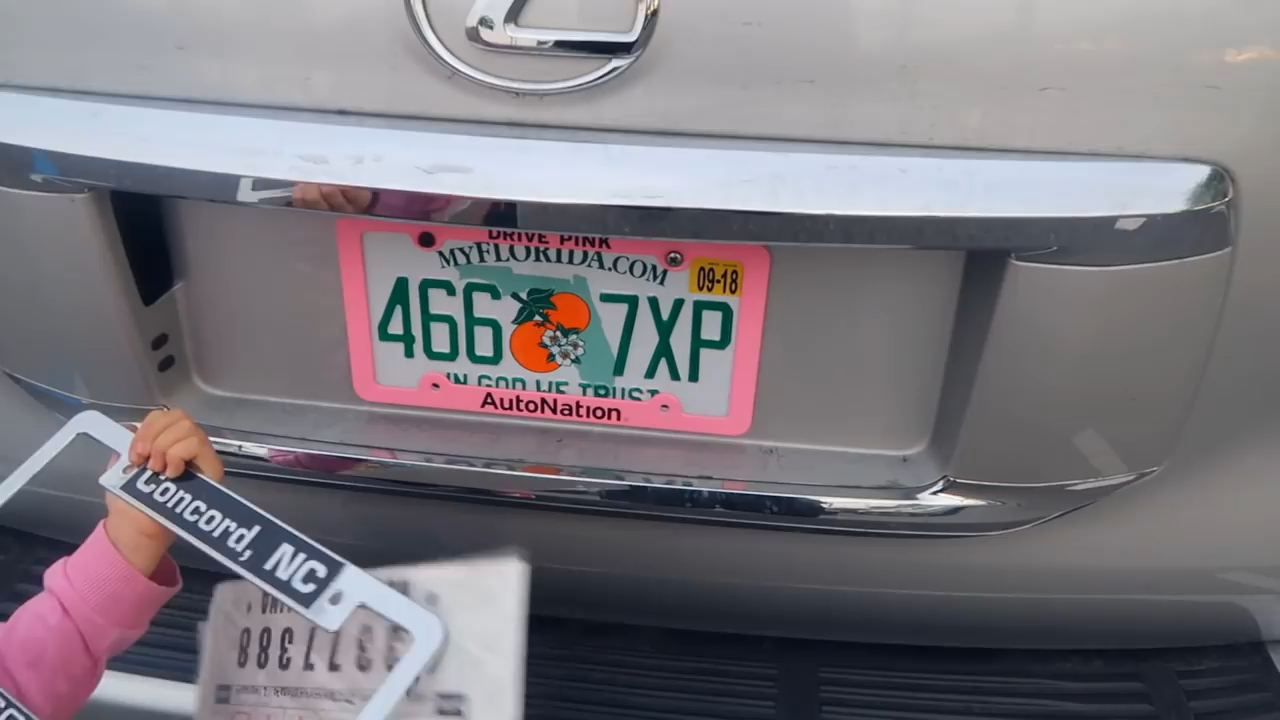 DRIVE PINK
MYFLORIDA.COM
09-18
466 7XP
IN GOD WE TRUST
AutoNation
Concord, NC